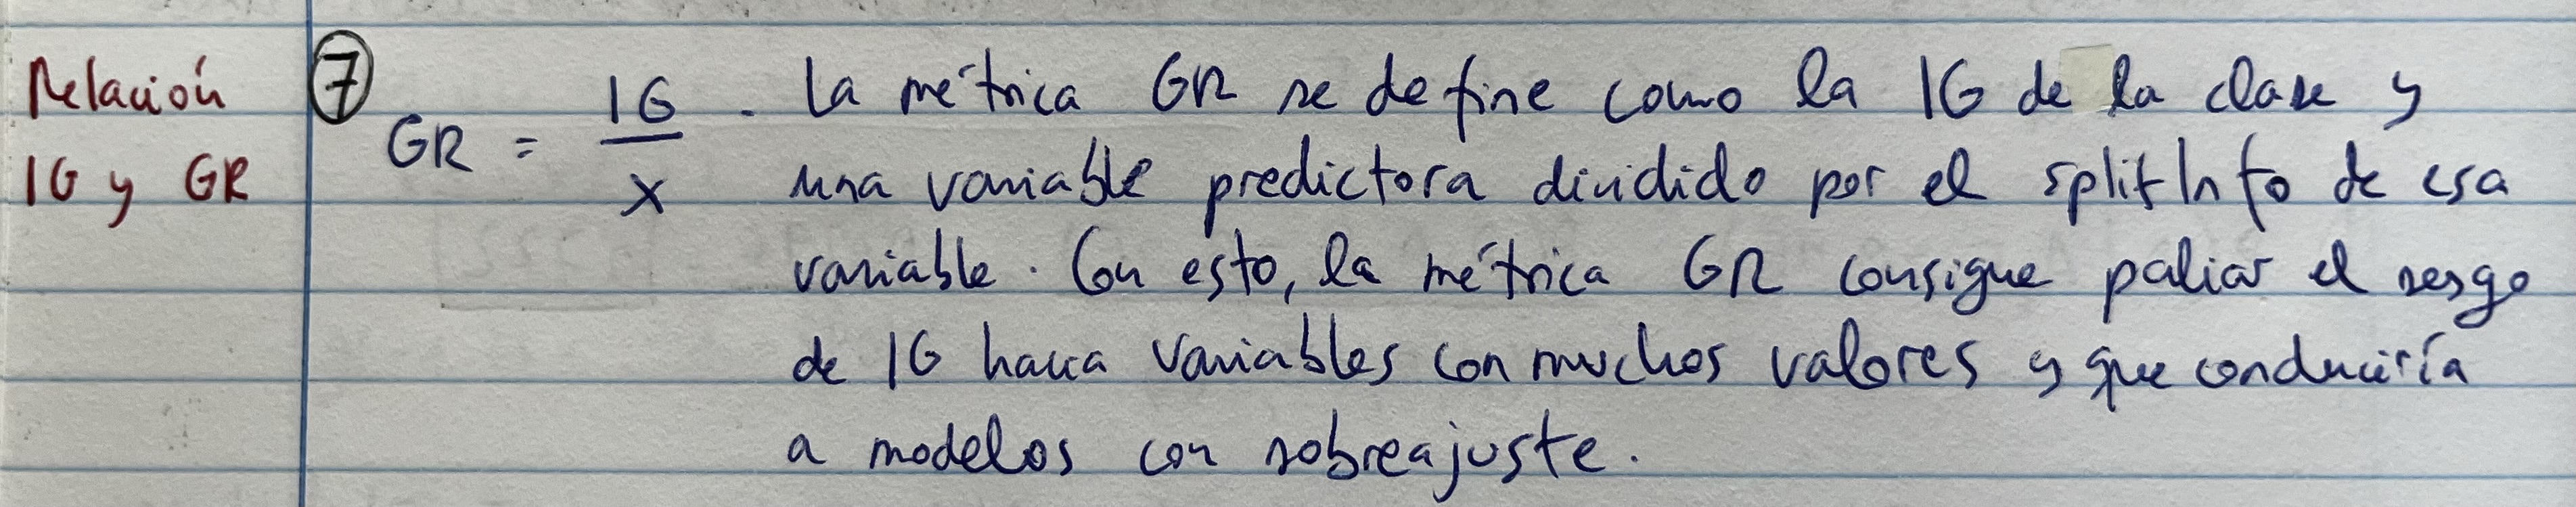 Relación
IG y GR
7
GR = IG / X . La métrica GR se define como la IG de la clase y
una variable predictora dividido por el splitInfo de esa
variable. Con esto, la métrica GR consigue paliar el sesgo
de IG hacia variables con muchos valores y que conduciría
a modelos con sobreajuste.